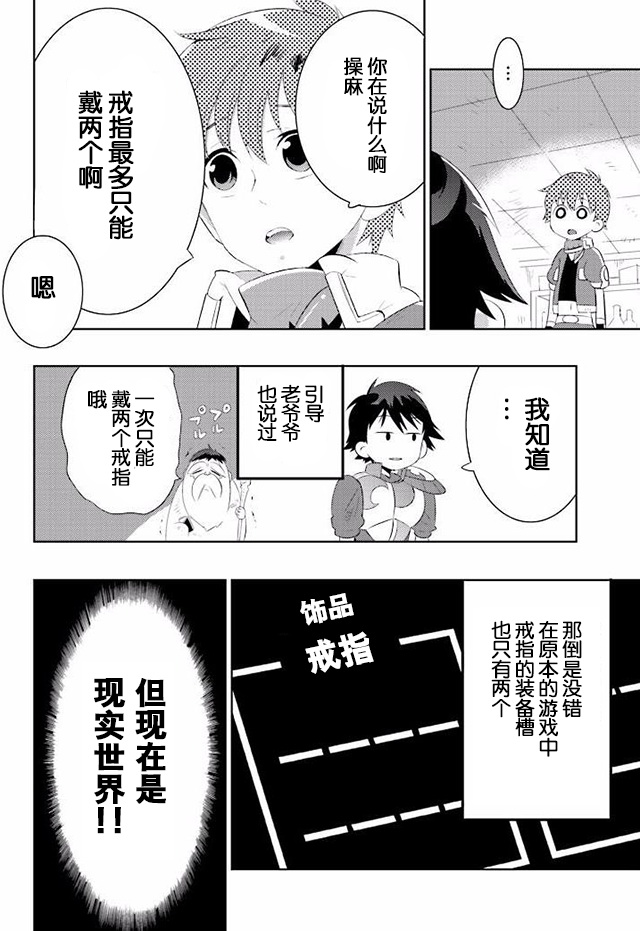 …
你在说什么啊
操麻
戒指最多只能
戴两个啊
嗯
我知道
…
引导
老爷爷
也说过
一次只能
戴两个戒指
哦
プルプル
那倒是没错
在原本的游戏中
戒指的装备槽
也只有两个
饰品
戒指
但现在是
现实世界!!